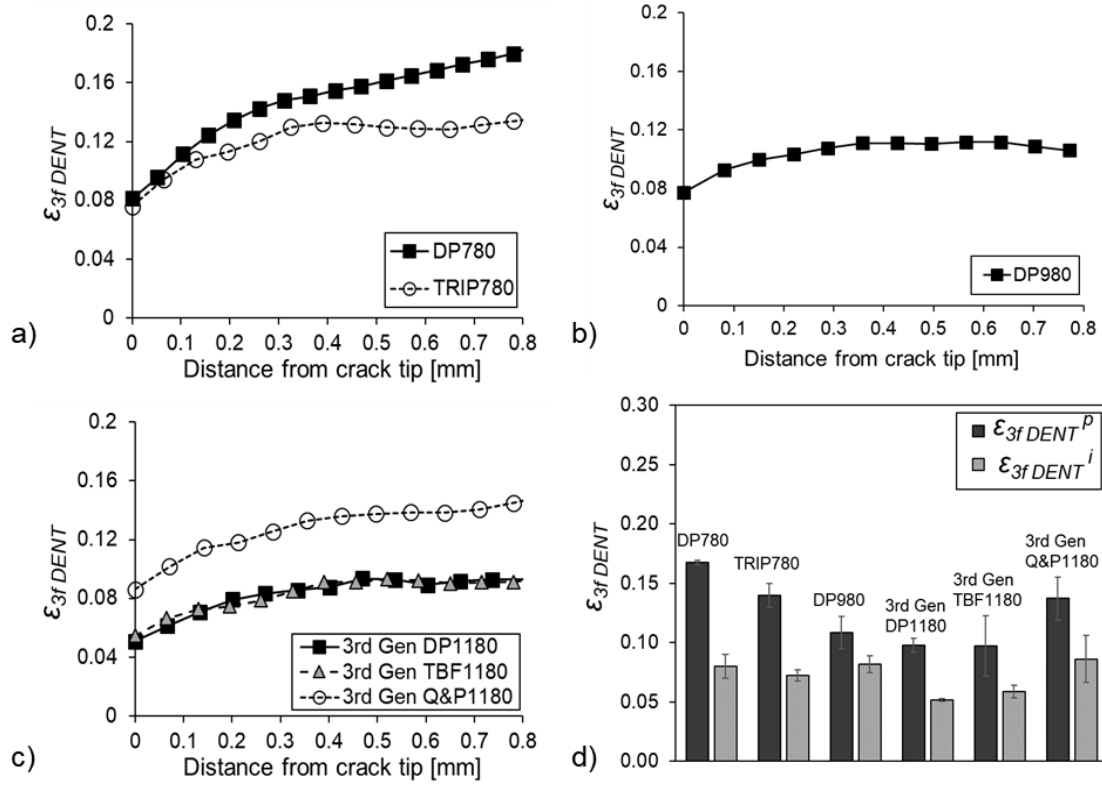 0.2
0.16
0.12
0.08
0.04
0
ε3f DENT
DP780
TRIP780
0 0.1 0.2 0.3 0.4 0.5 0.6 0.7 0.8
Distance from crack tip [mm]
a)
0.2
0.16
0.12
0.08
0.04
0
ε3f DENT
DP980
0 0.1 0.2 0.3 0.4 0.5 0.6 0.7 0.8
Distance from crack tip [mm]
b)
0.2
0.16
0.12
0.08
0.04
0
ε3f DENT
3rd Gen DP1180
3rd Gen TBF1180
3rd Gen Q&P1180
0 0.1 0.2 0.3 0.4 0.5 0.6 0.7 0.8
Distance from crack tip [mm]
c)
0.30
0.25
0.20
0.15
0.10
0.05
0.00
ε3f DENT
ε3f DENT p
ε3f DENT i
DP780
TRIP780
DP980
3rd Gen
DP1180
3rd Gen
TBF1180
3rd Gen
Q&P1180
d)